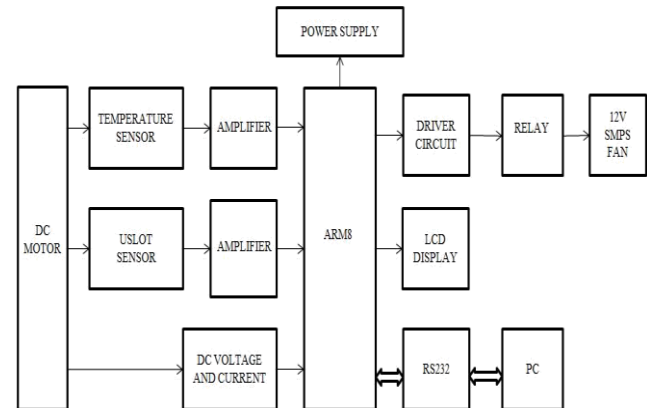 POWER SUPPLY
TEMPERATURE
SENSOR
AMPLIFIER
DRIVER
CIRCUIT
RELAY
12V
SMPS
FAN
DC
MOTOR
USLOT
SENSOR
AMPLIFIER
ARM8
LCD
DISPLAY
DC VOLTAGE
AND CURRENT
RS232
PC